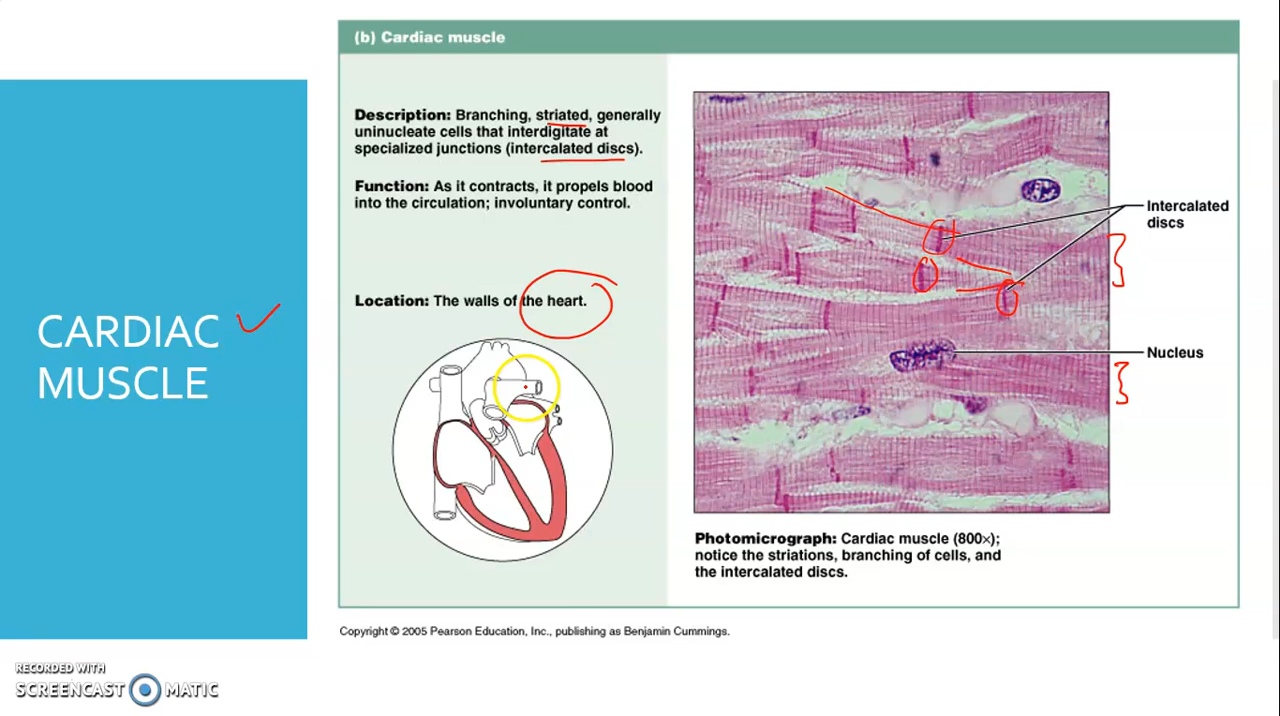 (b) Cardiac muscle
Description: Branching, striated, generally
uninucleate cells that interdigitate at
specialized junctions (intercalated discs).
Function: As it contracts, it propels blood
into the circulation; involuntary control.
Location: The walls of the heart.
CARDIAC
MUSCLE
Intercalated
discs
Nucleus
Photomicrograph: Cardiac muscle (800×);
notice the striations, branching of cells, and
the intercalated discs.
Copyright © 2005 Pearson Education, Inc., publishing as Benjamin Cummings.
RECORDED WITH
SCREENCAST MATIC